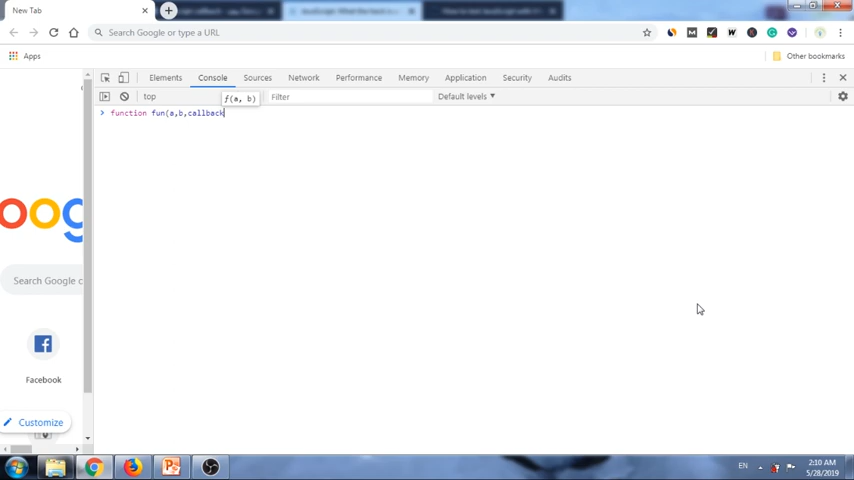 New Tab
Search Google or type a URL
Apps
Other bookmarks
Elements
Console
Sources
Network
Performance
Memory
Application
Security
Audits
top
ƒ(a, b)
Filter
Default levels ▼
> function fun(a,b,callback
oog
Search Google c
Facebook
Customize
EN
2:10 AM
5/28/2019